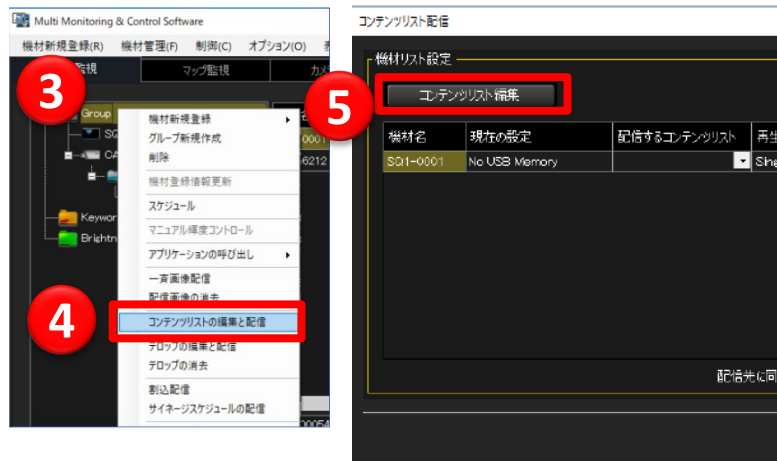 Multi Monitoring & Control Software
機材新規登録(R) 機材管理(F) 制御(C) オプション(O)
視 マップ監視
3
Group
SQ
CA
Keywor
Brightn
機材新規登録
グループ新規作成
削除
機材登録情報更新
スケジュール
マニュアル輝度コントロール
アプリケーションの呼び出し
一斉画像配信
配信画像の消去
4
コンテンツリストの編集と配信
テロップの編集と配信
テロップの消去
割込配信
サイネージスケジュールの配信
0001
6212
00054
コンテンツリスト配信
機材リスト設定
5
コンテンツリスト編集
機材名 現在の設定 配信するコンテンツリスト 再生
SQ1-0001 No USB Memory Sing
配信先に同